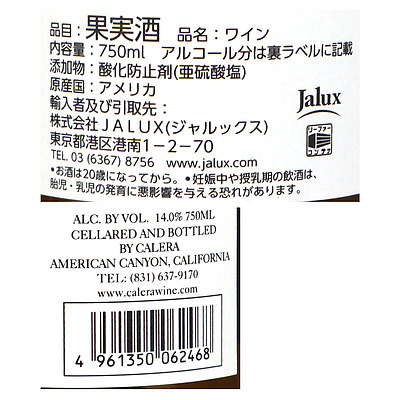 品目：果実酒　品名：ワイン
内容量：750ml　アルコール分は裏ラベルに記載
添加物：酸化防止剤(亜硫酸塩)
原産国：アメリカ
輸入者及び引取先：
株式会社ＪＡＬＵＸ(ジャルックス)
東京都港区港南1－2－70
TEL 03 (6367) 8756　www.jalux.com
*お酒は20歳になってから。*妊娠中や授乳期の飲酒は、
胎児・乳児の発育に悪影響を与える恐れがあります。
Jalux
リーファー
コンテナ
ALC. BY VOL. 14.0% 750ML
CELLARED AND BOTTLED
BY CALERA
AMERICAN CANYON, CALIFORNIA
TEL: (831) 637-9170
www.calerawine.com
4 961350 062468